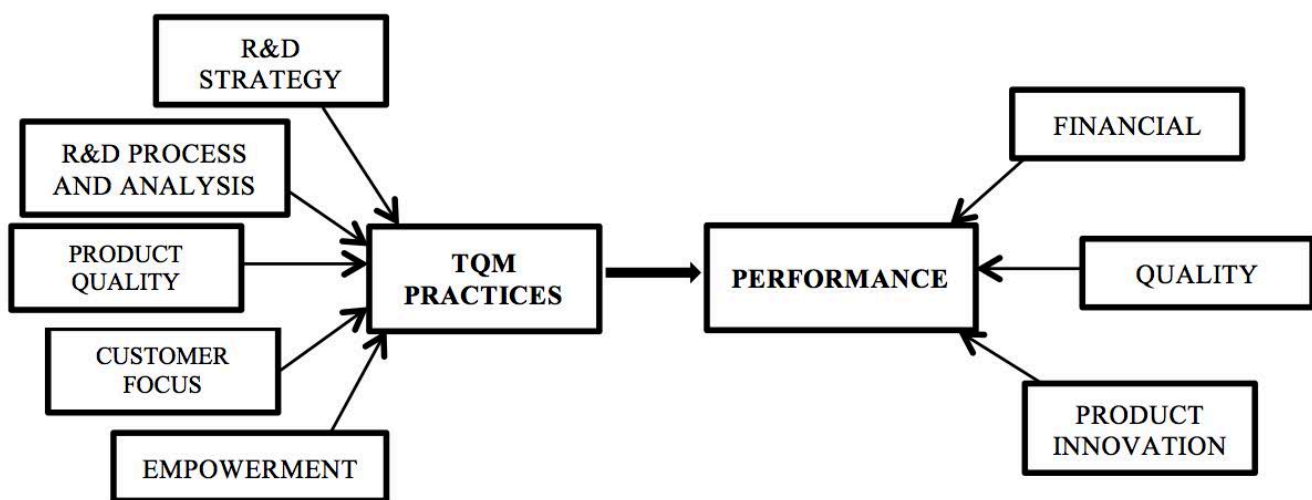 R&D
STRATEGY
R&D PROCESS
AND ANALYSIS
PRODUCT
QUALITY
CUSTOMER
FOCUS
EMPOWERMENT
TQM
PRACTICES
PERFORMANCE
FINANCIAL
QUALITY
PRODUCT
INNOVATION